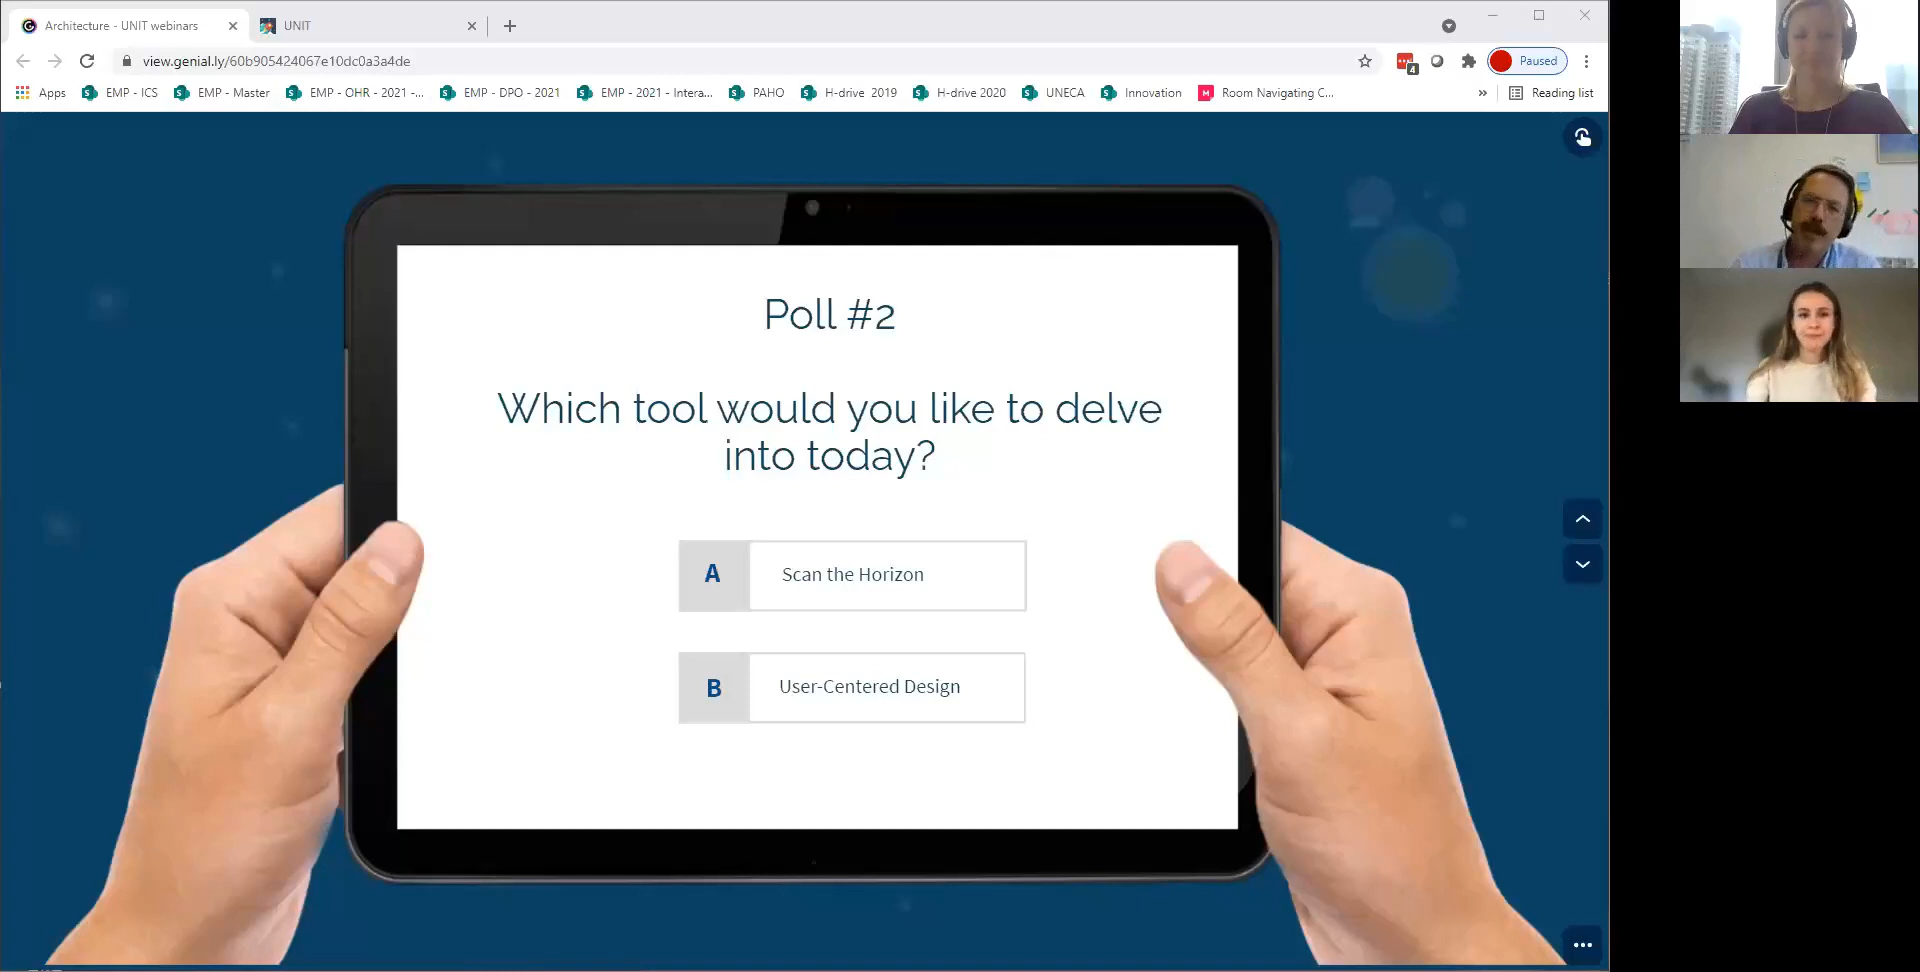 Architecture - UNIT webinars
UNIT
view.genial.ly/60b905424067e10dc0a3a4de
4
Paused
Apps
EMP - ICS
EMP - Master
EMP - OHR - 2021 -...
EMP - DPO - 2021
EMP - 2021 - Intera...
PAHO
H-drive 2019
H-drive 2020
UNECA
Innovation
Room Navigating C...
Reading list
Poll #2
Which tool would you like to delve
into today?
A
Scan the Horizon
B
User-Centered Design